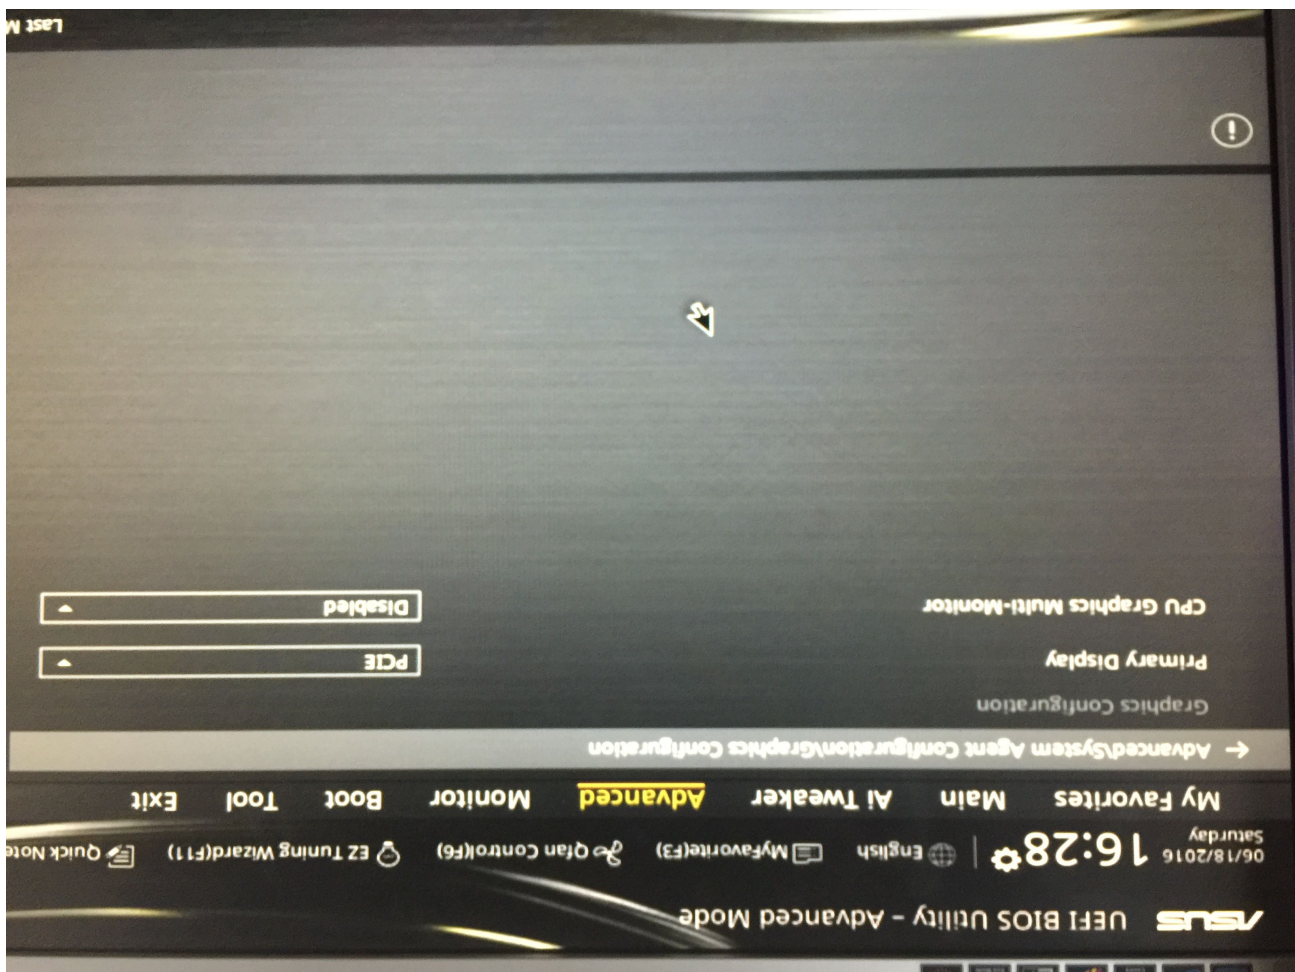 ASUS UEFI BIOS Utility – Advanced Mode
06/18/2016
Saturday
16:28
English
MyFavorite(F3)
Qfan Control(F6)
EZ Tuning Wizard(F11)
Quick Note
My Favorites Main Ai Tweaker Advanced Monitor Boot Tool Exit
← Advanced\System Agent Configuration\Graphics Configuration
Graphics Configuration
Primary Display PCIE
CPU Graphics Multi-Monitor Disabled
Last M